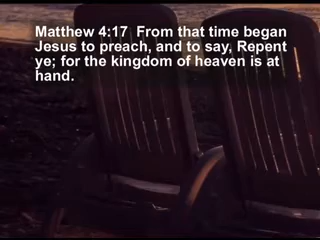 Matthew 4:17  From that time began
Jesus to preach, and to say, Repent
ye; for the kingdom of heaven is at
hand.